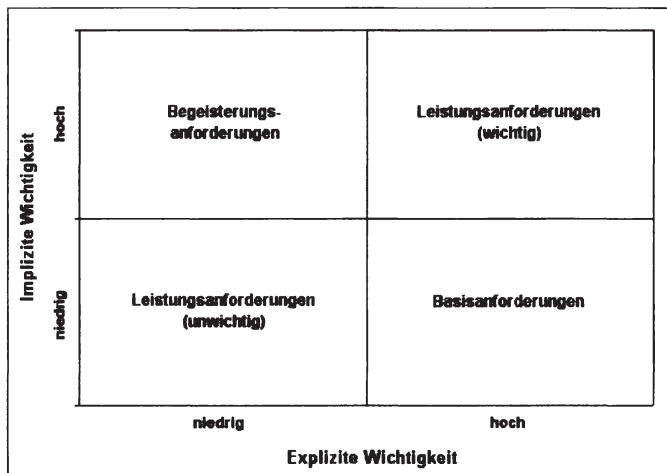 Implizite Wichtigkeit
hoch
niedrig
Begeisterungs-
anforderungen
Leistungsanforderungen
(wichtig)
Leistungsanforderungen
(unwichtig)
Basisanforderungen
niedrig
hoch
Explizite Wichtigkeit